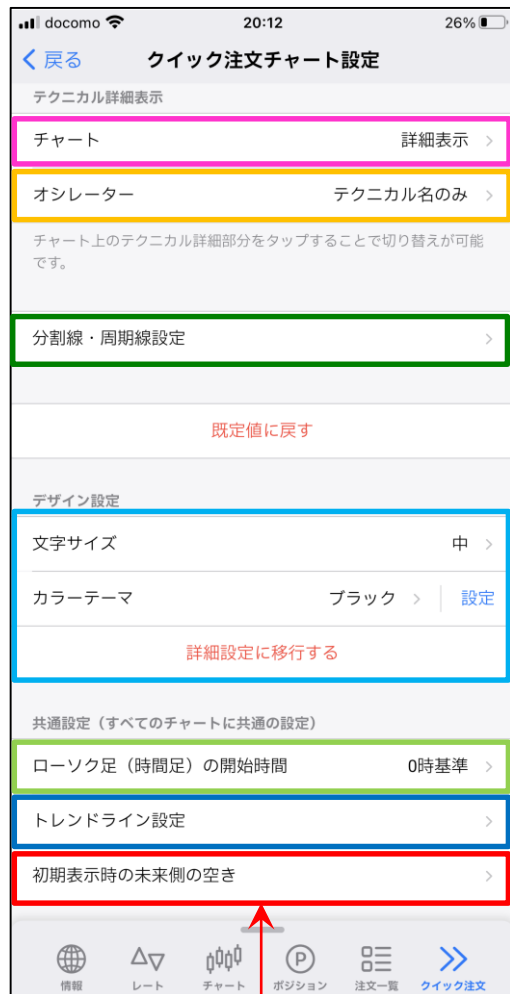 docomo 20:12 26%
戻る クイック注文チャート設定
テクニカル詳細表示
チャート 詳細表示
オシレーター テクニカル名のみ
チャート上のテクニカル詳細部分をタップすることで切り替えが可能
です。
分割線・周期線設定
既定値に戻す
デザイン設定
文字サイズ 中
カラーテーマ ブラック 設定
詳細設定に移行する
共通設定（すべてのチャートに共通の設定）
ローソク足（時間足）の開始時間 0時基準
トレンドライン設定
初期表示時の未来側の空き
P
情報 レート チャート ポジション 注文一覧 クイック注文